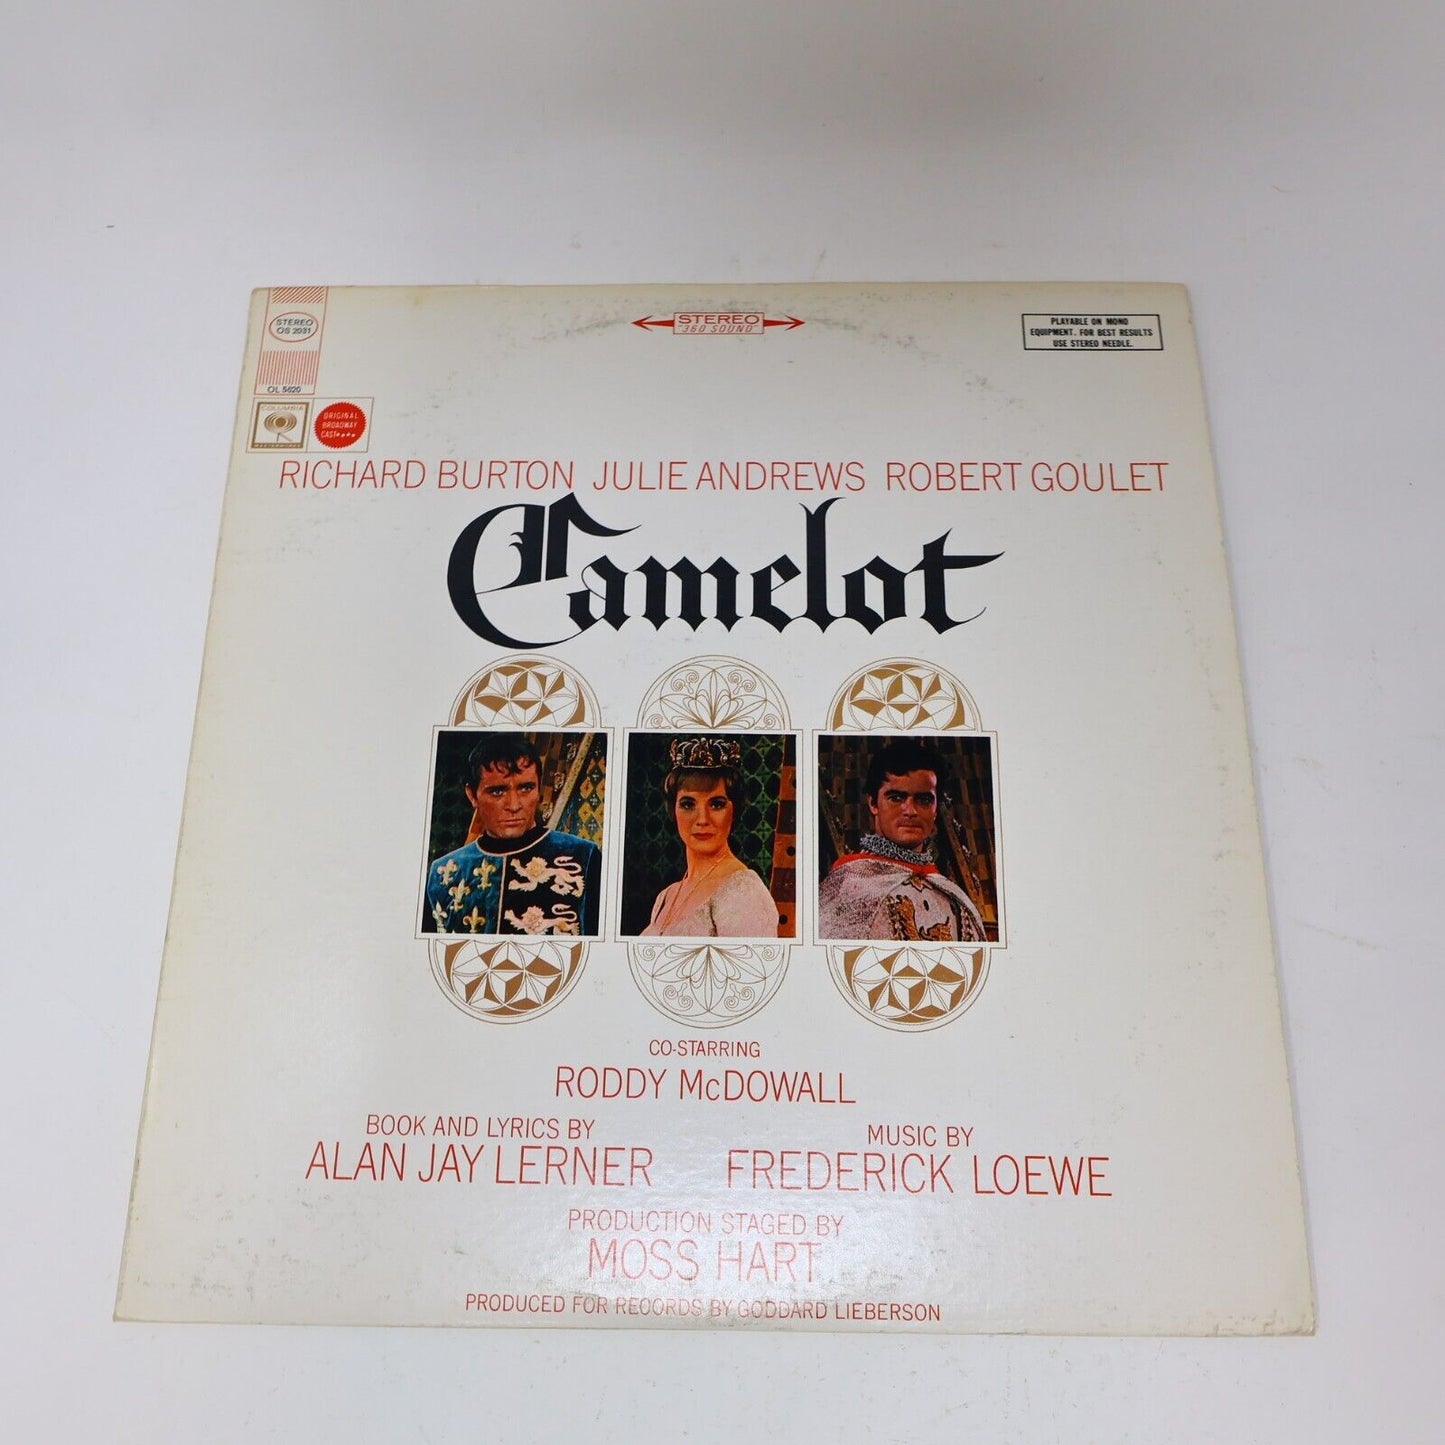 STEREO
OS 2031
OL 5620
STEREO
"360 SOUND"
PLAYABLE ON MONO
EQUIPMENT. FOR BEST RESULTS
USE STEREO NEEDLE.
COLUMBIA
MASTERWORKS
ORIGINAL
BROADWAY
CAST
RICHARD BURTON JULIE ANDREWS ROBERT GOULET
Camelot
CO-STARRING
RODDY McDOWALL
BOOK AND LYRICS BY
ALAN JAY LERNER
MUSIC BY
FREDERICK LOEWE
PRODUCTION STAGED BY
MOSS HART
PRODUCED FOR RECORDS BY GODDARD LIEBERSON